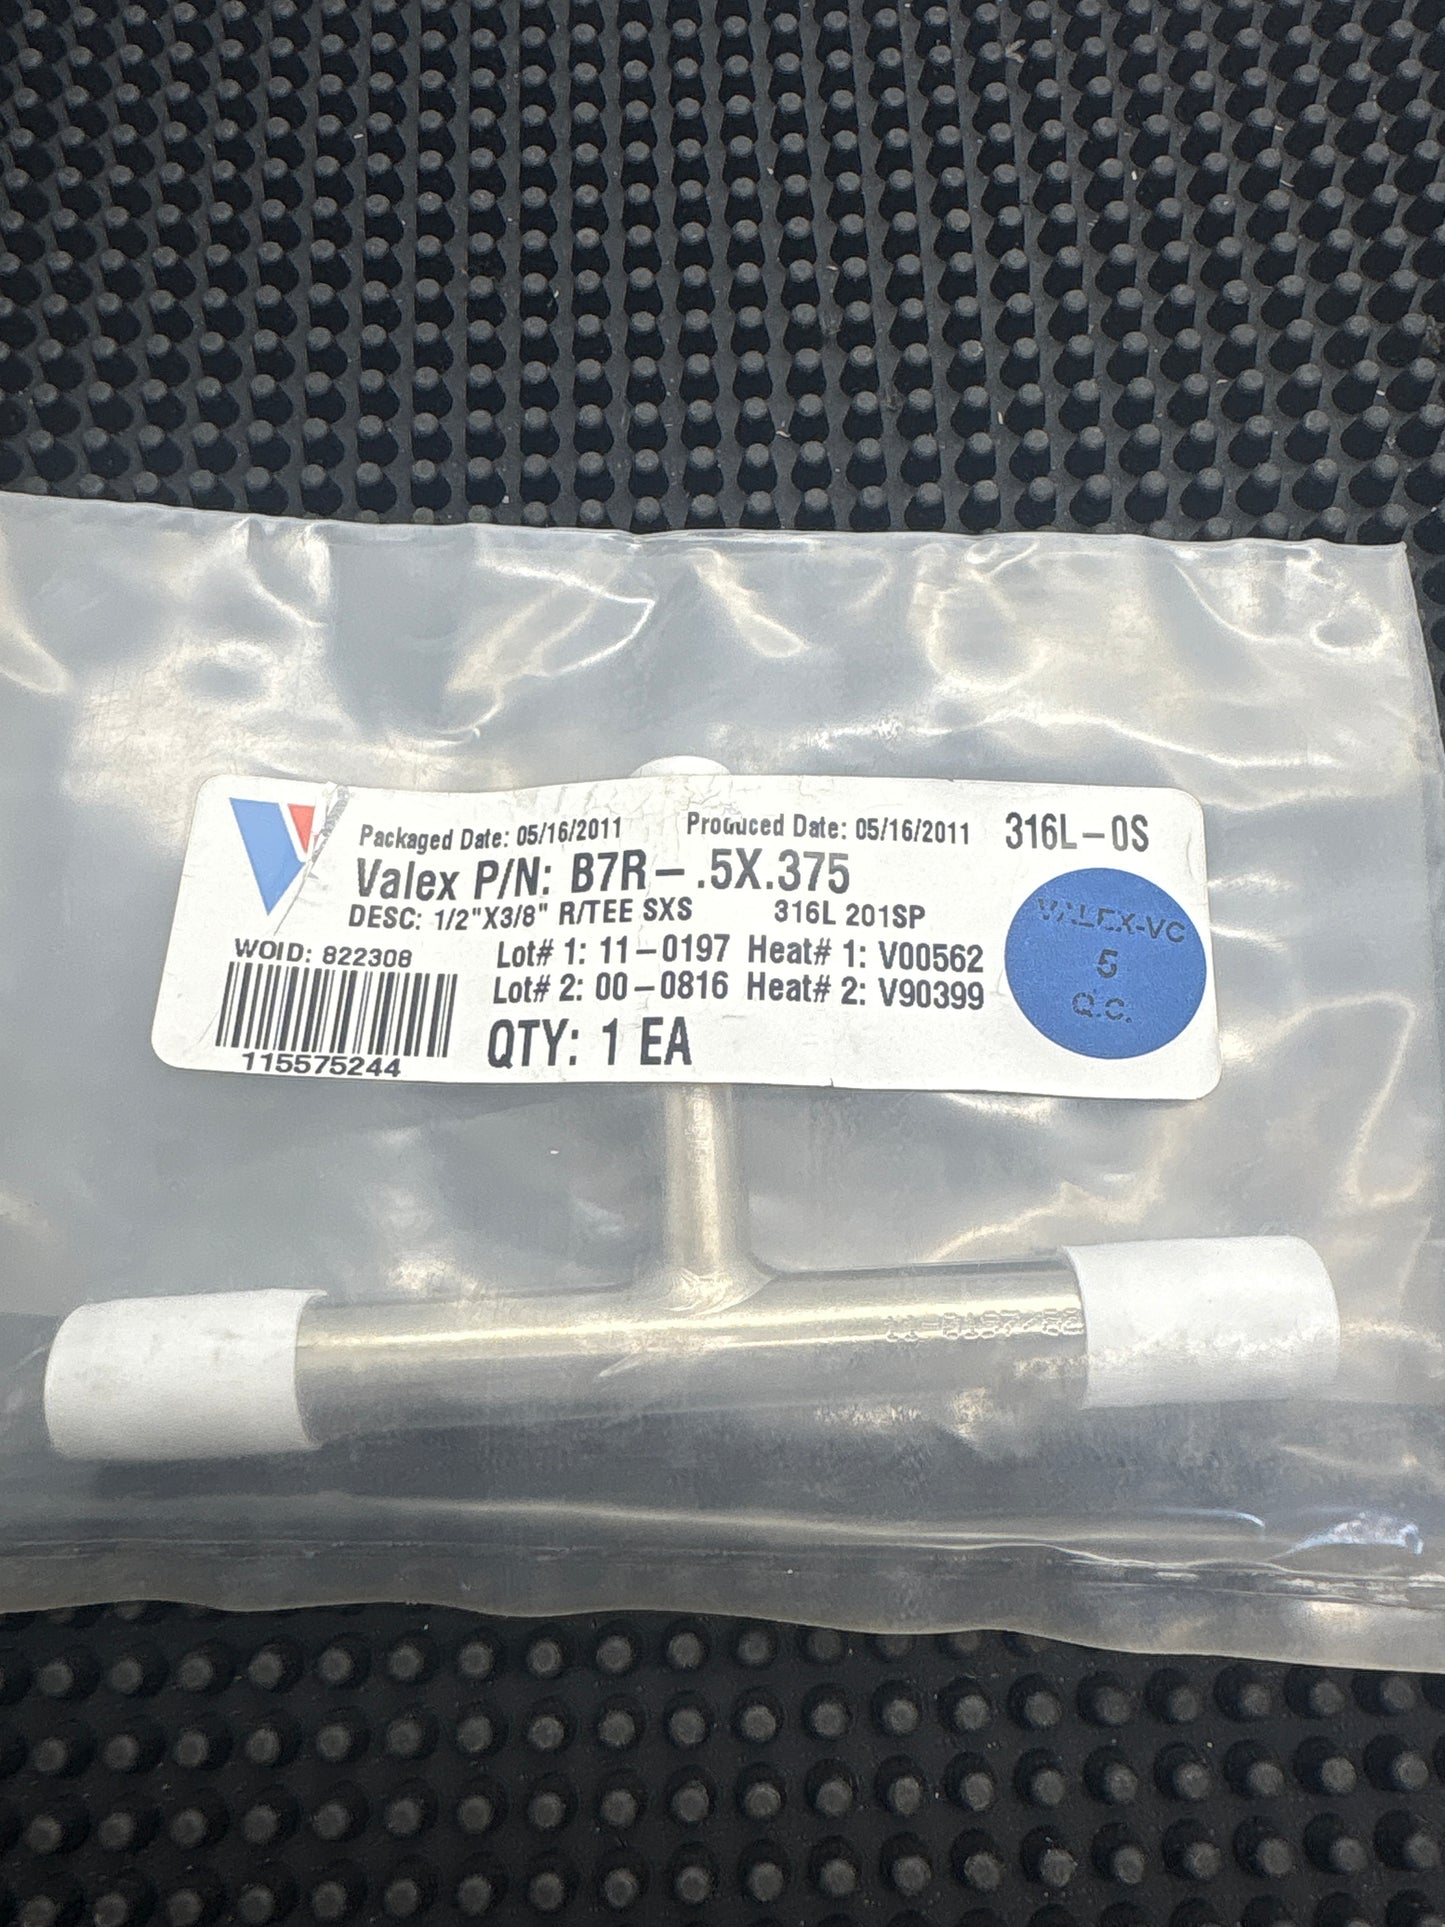 Packaged Date: 05/16/2011 Produced Date: 05/16/2011 316L-OS
Valex P/N: B7R-.5X.375
DESC: 1/2"X3/8" R/TEE SXS 316L 201SP
WOID: 822308
Lot# 1: 11-0197 Heat# 1: V00562
Lot# 2: 00-0816 Heat# 2: V90399
115575244
QTY: 1 EA
VALEX-VC
5
Q.C.